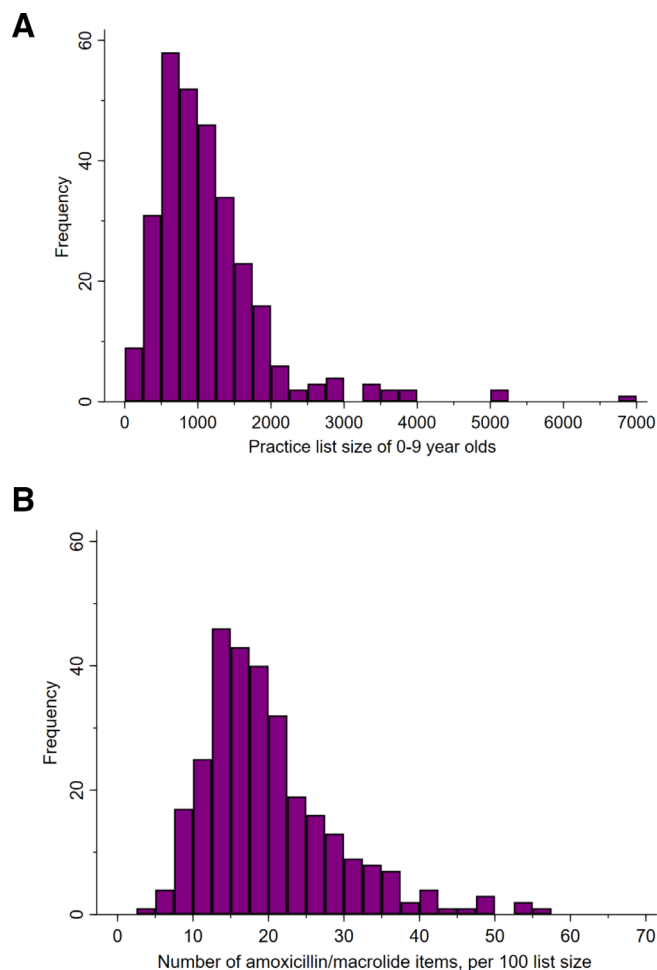 A
60
40
20
0
Frequency
0 1000 2000 3000 4000 5000 6000 7000
Practice list size of 0-9 year olds
B
60
40
20
0
Frequency
0 10 20 30 40 50 60 70
Number of amoxicillin/macrolide items, per 100 list size